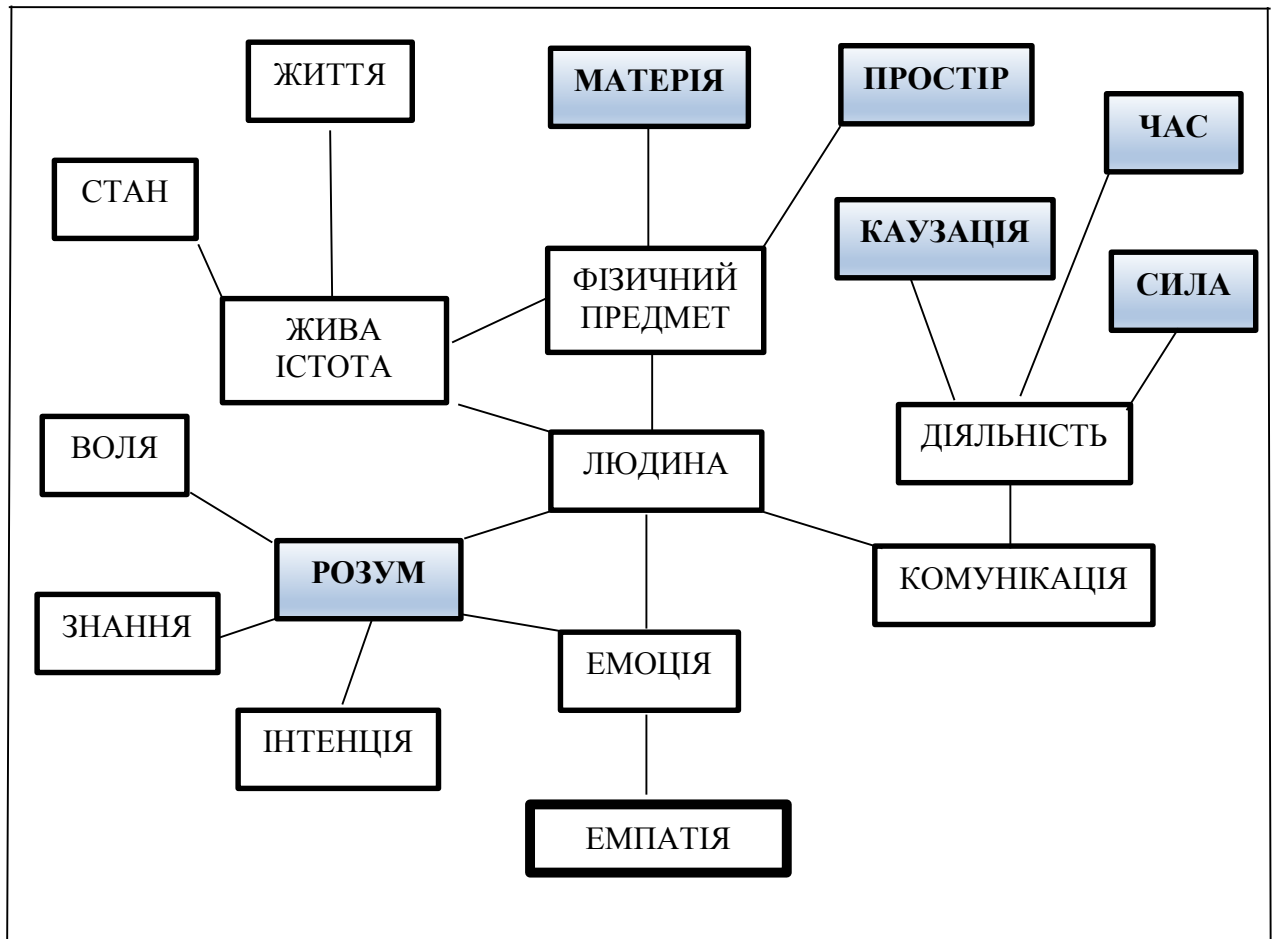 ЖИТТЯ
МАТЕРІЯ
ПРОСТІР
ЧАС
СТАН
КАУЗАЦІЯ
ФІЗИЧНИЙ
ПРЕДМЕТ
СИЛА
ЖИВА
ІСТОТА
ВОЛЯ
ЛЮДИНА
ДІЯЛЬНІСТЬ
РОЗУМ
КОМУНІКАЦІЯ
ЗНАННЯ
ЕМОЦІЯ
ІНТЕНЦІЯ
ЕМПАТІЯ